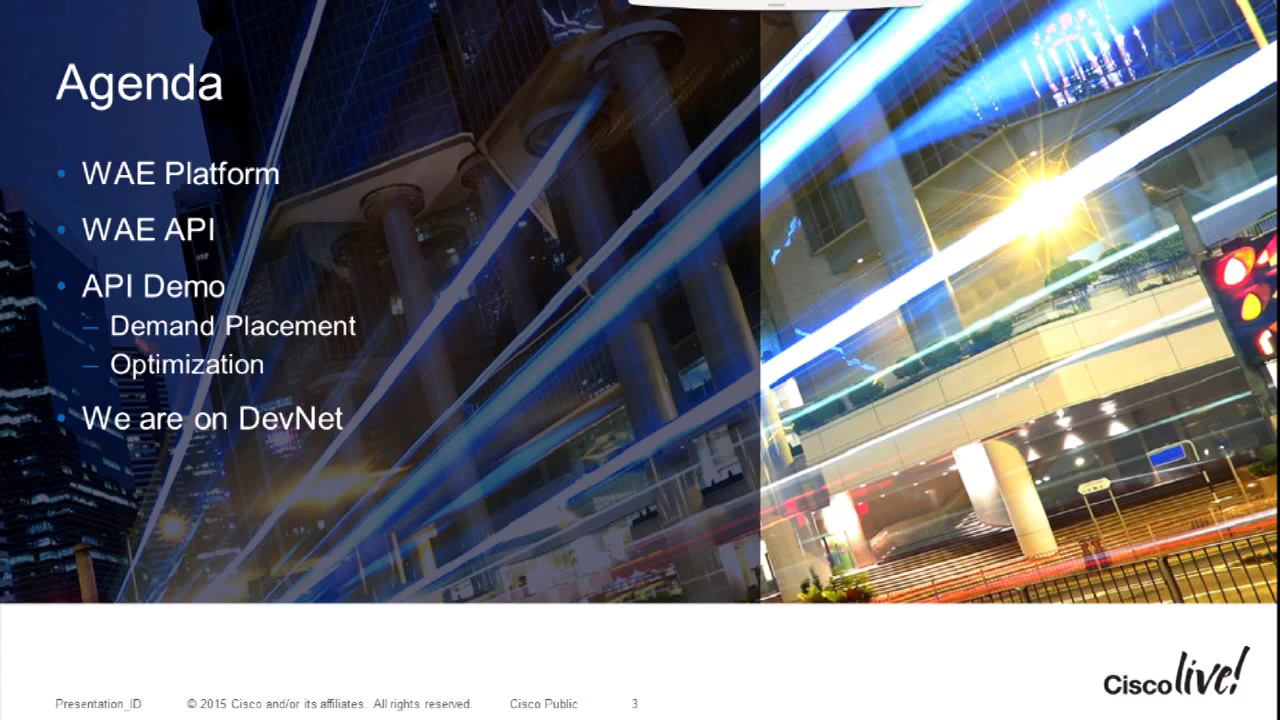 Agenda
• WAE Platform
• WAE API
• API Demo
– Demand Placement
– Optimization
• We are on DevNet
Presentation_ID © 2015 Cisco and/or its affiliates. All rights reserved. Cisco Public 3
Cisco live!